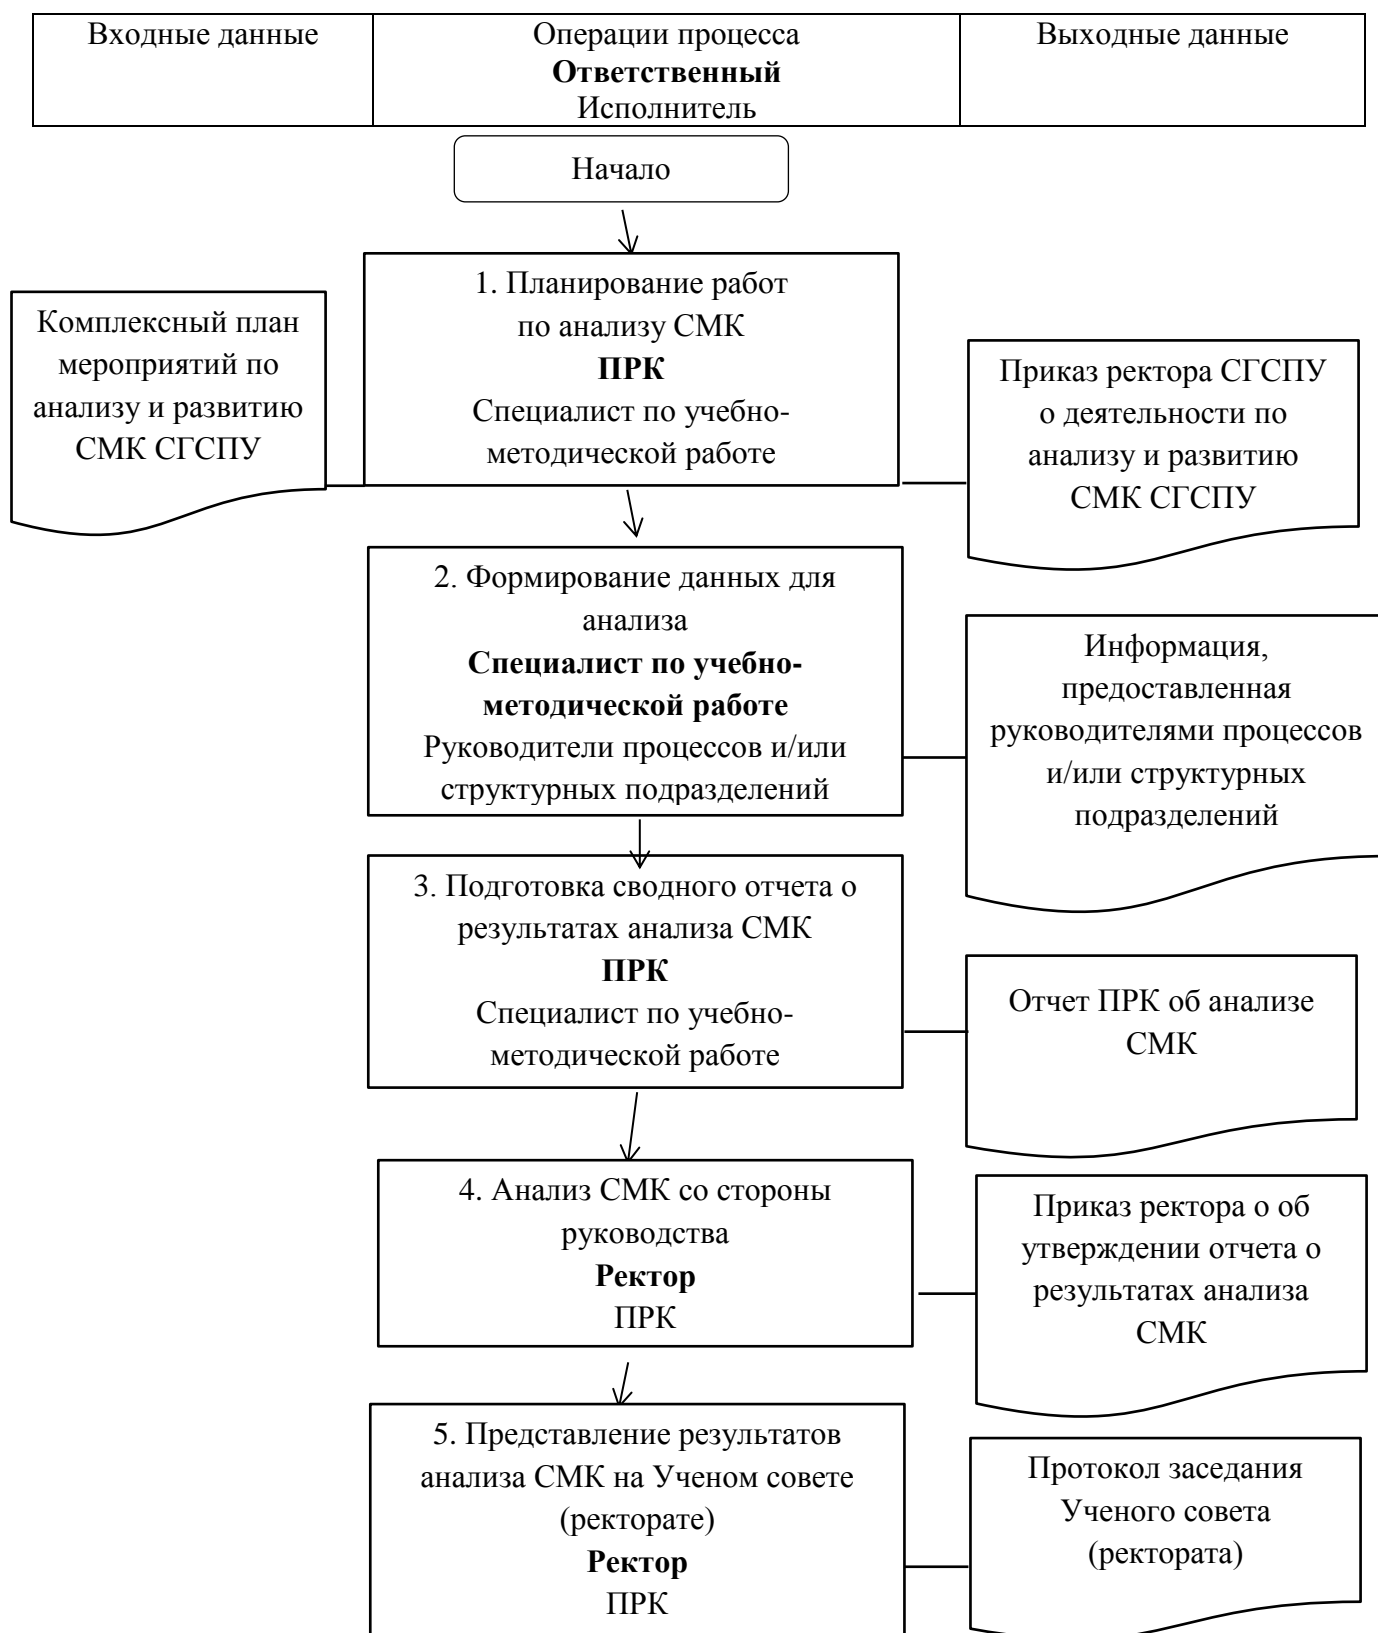 Входные данные
Операции процесса
Ответственный
Исполнитель
Выходные данные
Начало
1. Планирование работ
по анализу СМК
ПРК
Специалист по учебно-
методической работе
Комплексный план
мероприятий по
анализу и развитию
СМК СГСПУ
Приказ ректора СГСПУ
о деятельности по
анализу и развитию
СМК СГСПУ
2. Формирование данных для
анализа
Специалист по учебно-
методической работе
Руководители процессов и/или
структурных подразделений
Информация,
предоставленная
руководителями процессов
и/или структурных
подразделений
3. Подготовка сводного отчета о
результатах анализа СМК
ПРК
Специалист по учебно-
методической работе
Отчет ПРК об анализе
СМК
4. Анализ СМК со стороны
руководства
Ректор
ПРК
Приказ ректора о об
утверждении отчета о
результатах анализа
СМК
5. Представление результатов
анализа СМК на Ученом совете
(ректорате)
Ректор
ПРК
Протокол заседания
Ученого совета
(ректората)